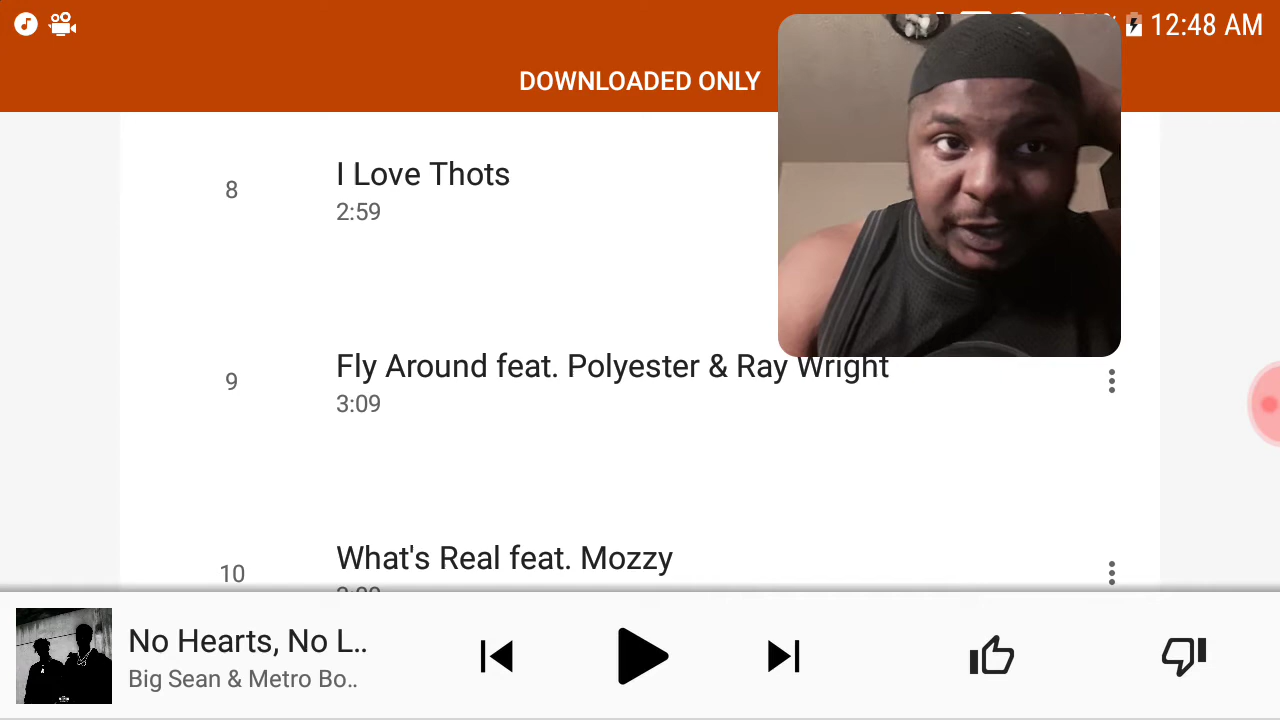 12:48 AM
DOWNLOADED ONLY
8
I Love Thots
2:59
9
Fly Around feat. Polyester & Ray Wright
3:09
10
What's Real feat. Mozzy
No Hearts, No L..
Big Sean & Metro Bo..